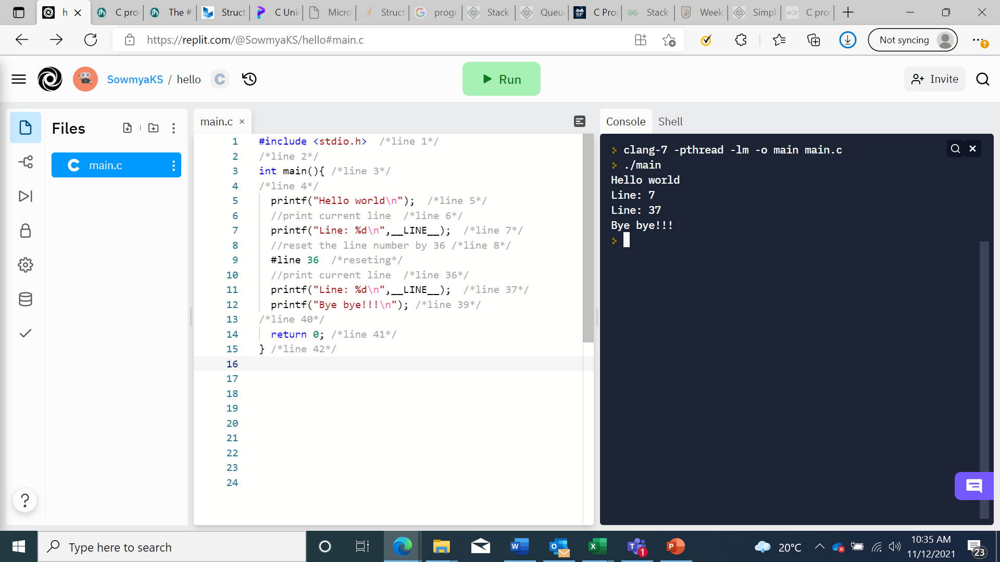 h
C pro
The #l
Struct
C Unio
Micro
Struct
progr
Stack
Queu
C Pro
Stack
Week
Simpl
w3r C pro
https://replit.com/@SowmyaKS/hello#main.c
Not syncing
SowmyaKS / hello C
Run
Invite
Files
main.c
main.c ×
Console Shell
1 #include <stdio.h> /*line 1*/
2 /*line 2*/
3 int main(){ /*line 3*/
4 /*line 4*/
5 printf("Hello world\n"); /*line 5*/
6 //print current line /*line 6*/
7 printf("Line: %d\n",__LINE__); /*line 7*/
8 //reset the line number by 36 /*line 8*/
9 #line 36 /*reseting*/
10 //print current line /*line 36*/
11 printf("Line: %d\n",__LINE__); /*line 37*/
12 printf("Bye bye!!!\n"); /*line 39*/
13 /*line 40*/
14 return 0; /*line 41*/
15 } /*line 42*/
16
17
18
19
20
21
22
23
24
clang-7 -pthread -lm -o main main.c
./main
Hello world
Line: 7
Line: 37
Bye bye!!!
?
Type here to search
20°C
10:35 AM
11/12/2021
23